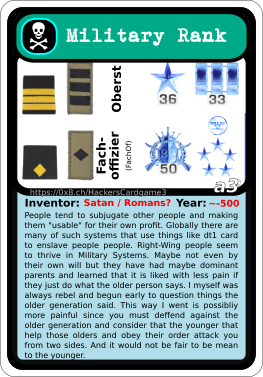 Military Rank
Oberst
36
33
Fach-
offizier
(FachOf)
50
a3
https://0x8.ch/HackersCardgame3
Inventor: Satan / Romans? Year: ~-500
People tend to subjugate other people and making
them "usable" for their own profit. Globally there are
many of such systems that use things like dt1 card
to enslave people people. Right-Wing people seem
to thrive in Military Systems. Maybe not even by
their own will but they have had maybe dominant
parents and learned that it is liked with less pain if
they just do what the older person says. I myself was
always rebel and begun early to question things the
older generation said. This way I left is possibliy
more painful since you must deffend against the
older generation and consider that the younger that
help those olders and obey their order attack you
from two sides. And it would not be fair to be mean
to the younger.